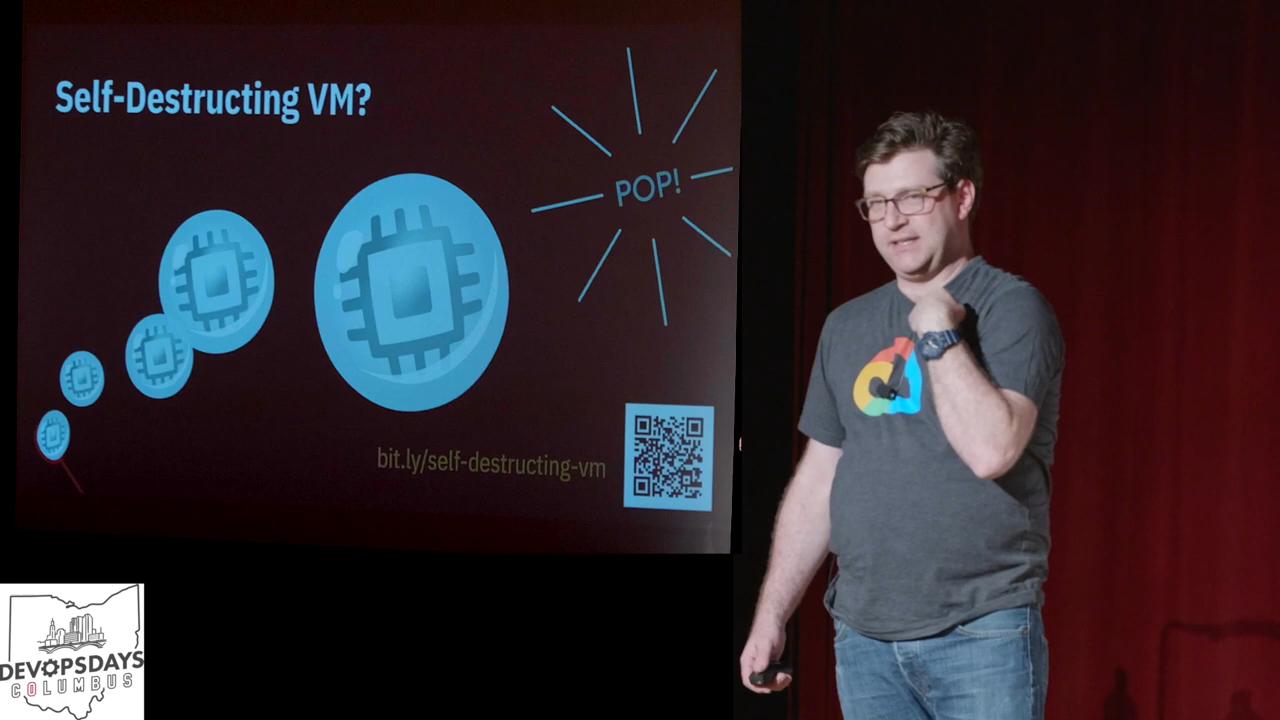 Self-Destructing VM?
POP!
bit.ly/self-destructing-vm
DEVOPSDAYS
COLUMBUS